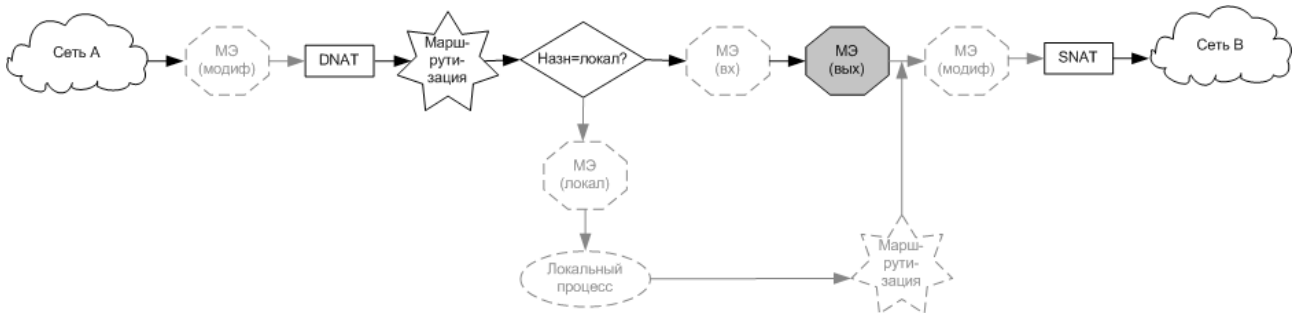 Сеть А
МЭ
(модиф)
DNAT
Марш-
рути-
зация
Назн=локал?
МЭ
(вх)
МЭ
(вых)
МЭ
(модиф)
SNAT
Сеть В
МЭ
(локал)
Локальный
процесс
Марш-
рути-
зация